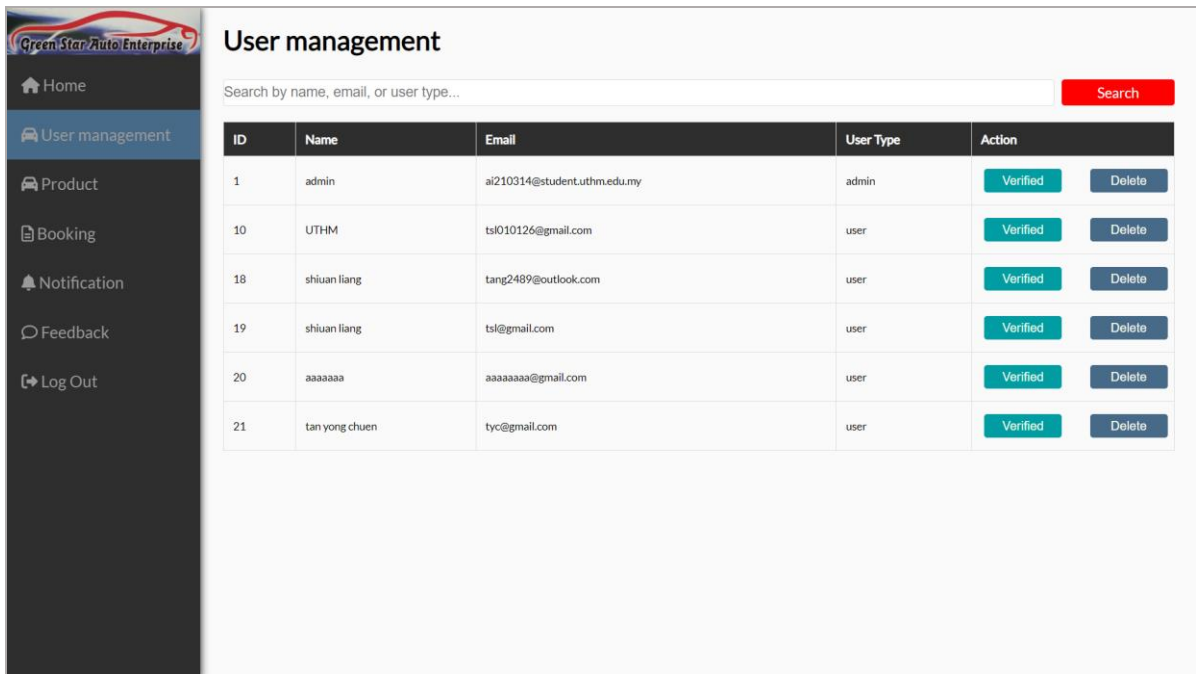 Green Star Auto Enterprise
Home
User management
Product
Booking
Notification
Feedback
Log Out
User management
Search by name, email, or user type... Search
ID Name Email User Type Action
1 admin ai210314@student.uthm.edu.my admin Verified Delete
10 UTHM tsl010126@gmail.com user Verified Delete
18 shiuan liang tang2489@outlook.com user Verified Delete
19 shiuan liang tsl@gmail.com user Verified Delete
20 aaaaaaa aaaaaaaa@gmail.com user Verified Delete
21 tan yong chuen tyc@gmail.com user Verified Delete